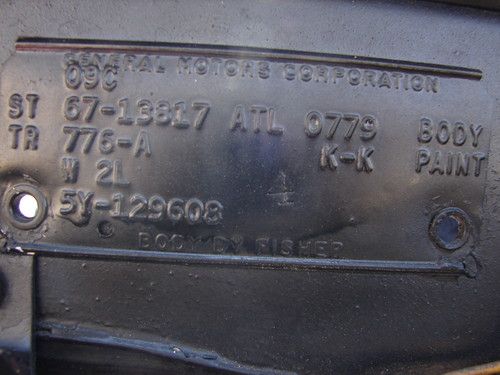 GENERAL MOTORS CORPORATION
09C
ST 67-13817 ATL 0779 BODY
TR 776-A K-K PAINT
W 2L
5Y-129608
BODY BY FISHER